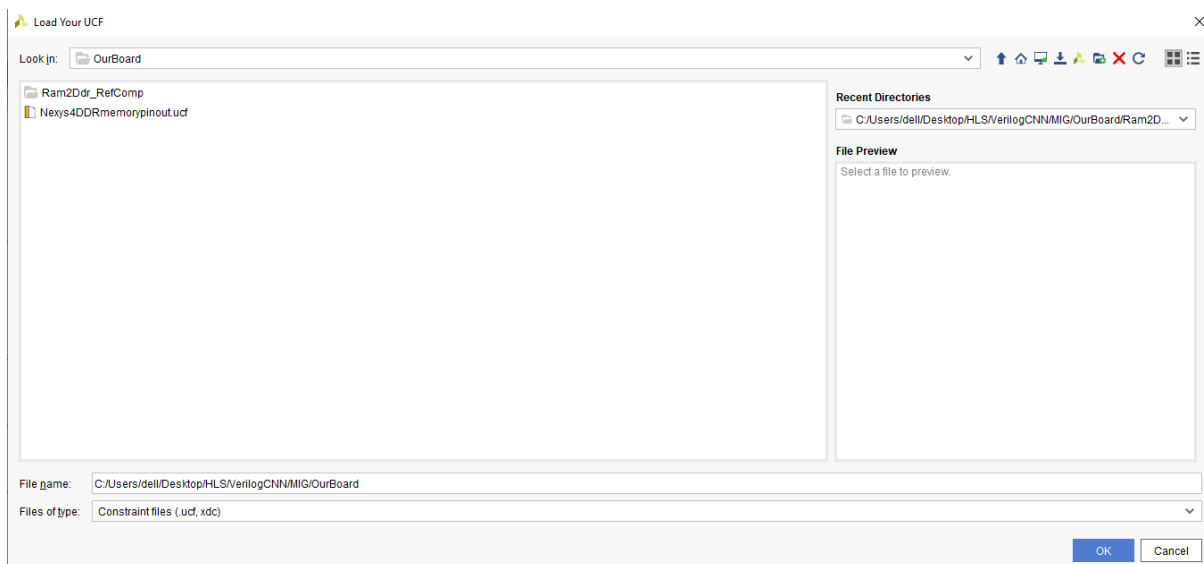 Load Your UCF
Look in: OurBoard
Ram2Ddr_RefComp
Nexys4DDRmemorypinout.ucf
Recent Directories
C:/Users/dell/Desktop/HLS/VerilogCNN/MIG/OurBoard/Ram2D...
File Preview
Select a file to preview.
File name: C:/Users/dell/Desktop/HLS/VerilogCNN/MIG/OurBoard
Files of type: Constraint files (.ucf, xdc)
OK Cancel